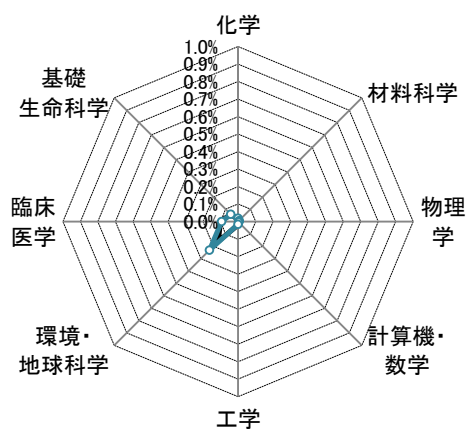 化学
1.0%
0.9%
0.8%
0.7%
0.6%
0.5%
0.4%
0.3%
0.2%
0.1%
0.0%
材料科学
物理
学
計算機・
数学
工学
環境・
地球科学
臨床
医学
基礎
生命科学